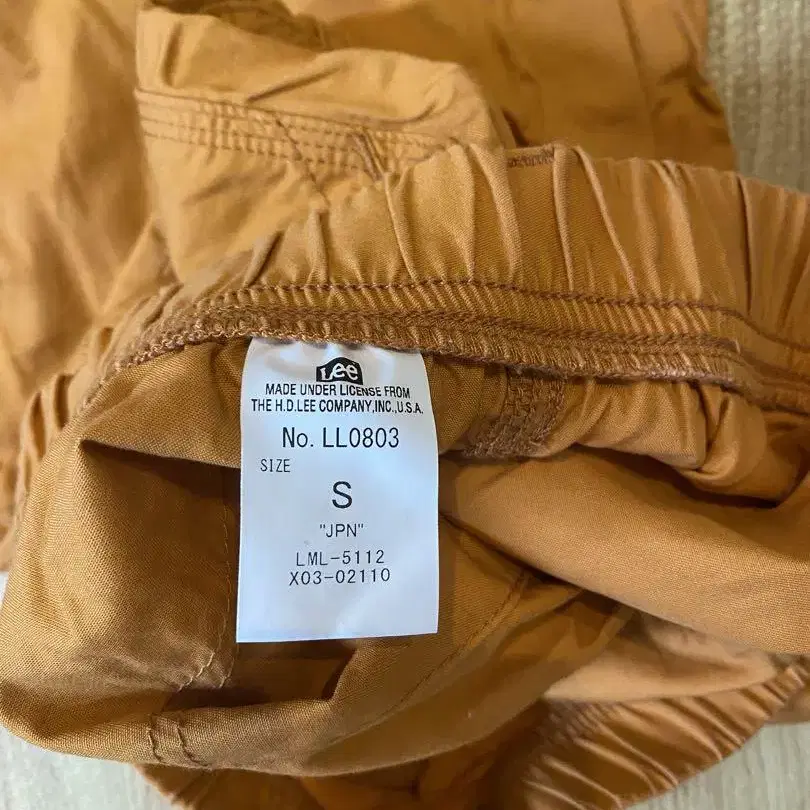 Lee
MADE UNDER LICENSE FROM
THE H.D.LEE COMPANY,INC.,U.S.A.
No. LL0803
SIZE
S
"JPN"
LML-5112
X03-02110